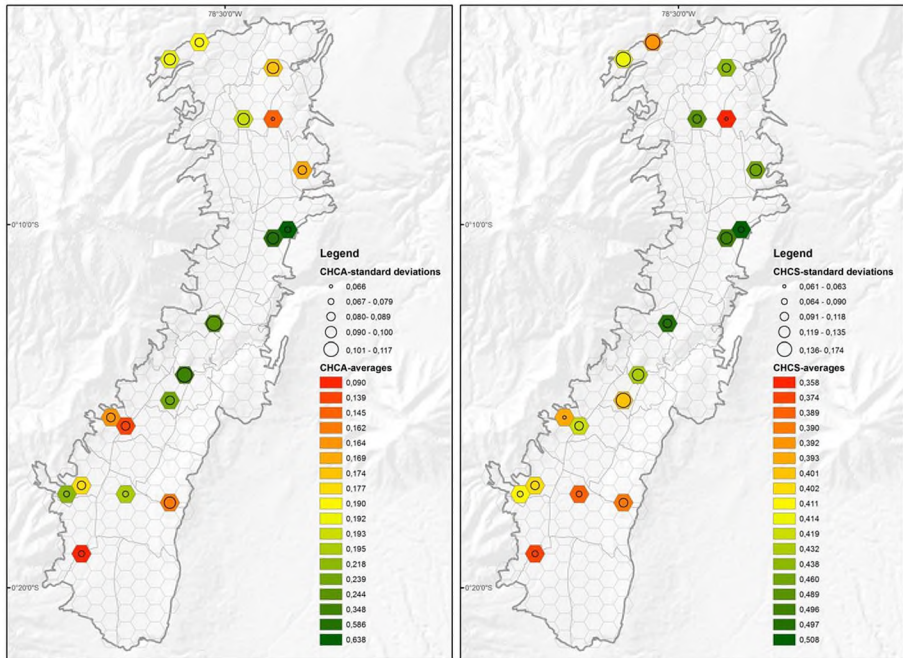 78°30'0"W
0°10'0"S
0°20'0"S
Legend
CHCA-standard deviations
0,066
0,067 - 0,079
0,080- 0,089
0,090 - 0,100
0,101 - 0,117
CHCA-averages
0,090
0,139
0,145
0,162
0,164
0,169
0,174
0,177
0,190
0,192
0,193
0,195
0,218
0,239
0,244
0,348
0,586
0,638
78°30'0"W
0°10'0"S
0°20'0"S
Legend
CHCS-standard deviations
0,061 - 0,063
0,064 - 0,090
0,091 - 0,118
0,119 - 0,135
0,136- 0,174
CHCS-averages
0,358
0,374
0,389
0,390
0,392
0,393
0,401
0,402
0,411
0,414
0,419
0,432
0,438
0,460
0,489
0,496
0,497
0,508